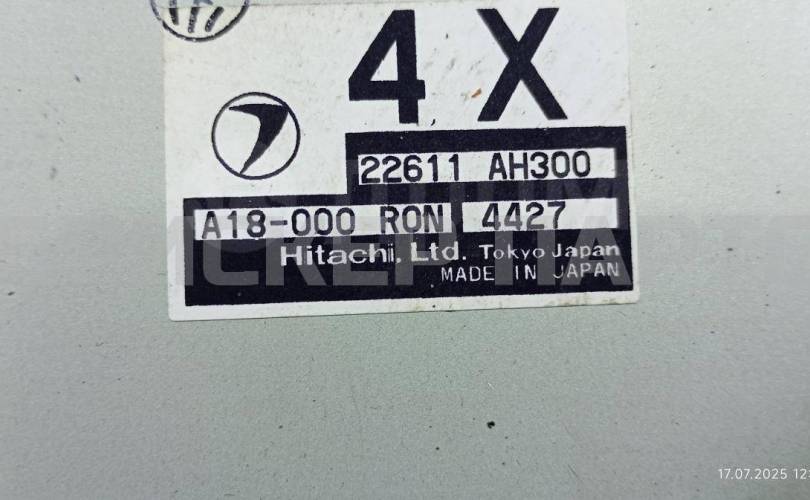 4X
22611 AH300
A18-000 RON 4427
Hitachi, Ltd. Tokyo Japan
MADE IN JAPAN
17.07.2025